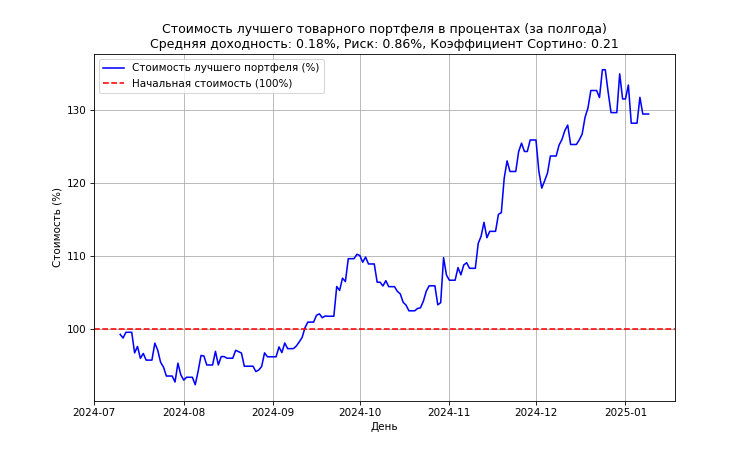 Стоимость лучшего товарного портфеля в процентах (за полгода)
Средняя доходность: 0.18%, Риск: 0.86%, Коэффициент Сортино: 0.21
Стоимость лучшего портфеля (%)
Начальная стоимость (100%)
Стоимость (%)
130
120
110
100
2024-07 2024-08 2024-09 2024-10 2024-11 2024-12 2025-01
День